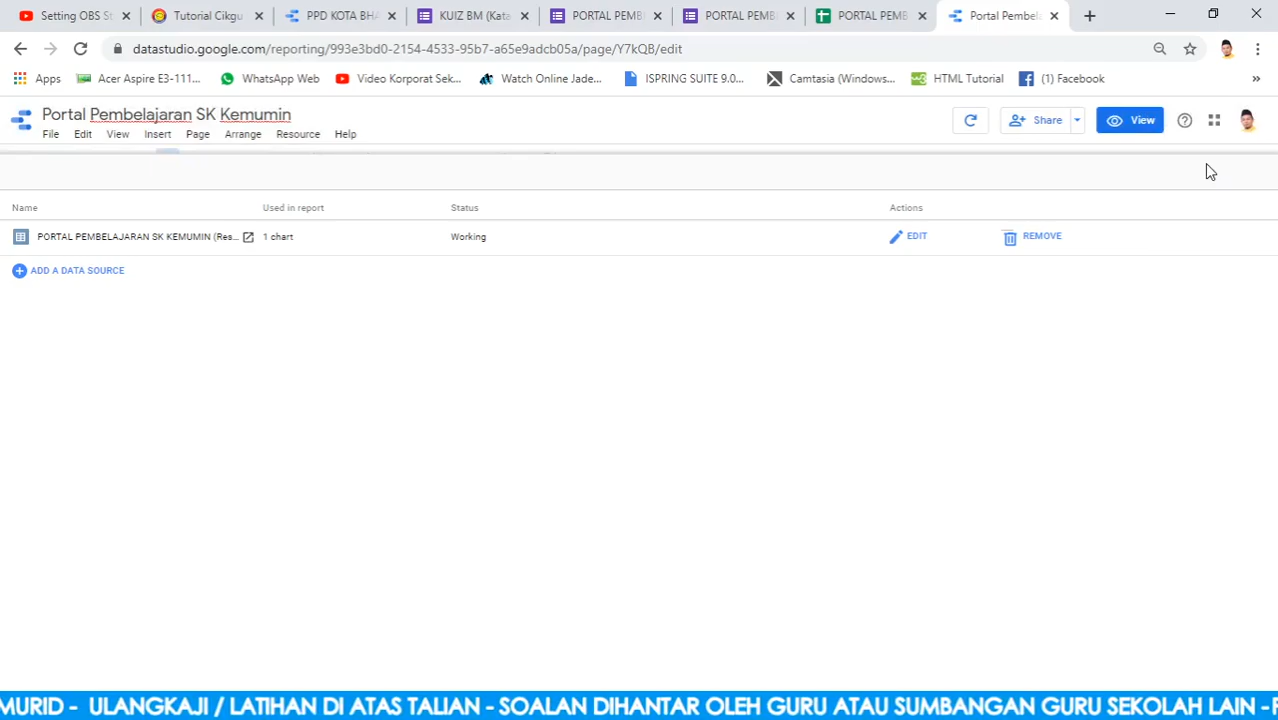 Setting OBS St
Tutorial Cikgu
PPD KOTA BHA
KUIZ BM (Kata
PORTAL PEMB
PORTAL PEMB
PORTAL PEMB
Portal Pembela
datastudio.google.com/reporting/993e3bd0-2154-4533-95b7-a65e9adcb05a/page/Y7kQB/edit
Apps
Acer Aspire E3-111...
WhatsApp Web
Video Korporat Sek...
Watch Online Jade...
ISPRING SUITE 9.0...
Camtasia (Windows...
HTML Tutorial
(1) Facebook
Portal Pembelajaran SK Kemumin
File Edit View Insert Page Arrange Resource Help
Share
View
Name Used in report Status Actions
PORTAL PEMBELAJARAN SK KEMUMIN (Res... 1 chart Working EDIT REMOVE
ADD A DATA SOURCE
MURID - ULANGKAJI / LATIHAN DI ATAS TALIAN - SOALAN DIHANTAR OLEH GURU ATAU SUMBANGAN GURU SEKOLAH LAIN -